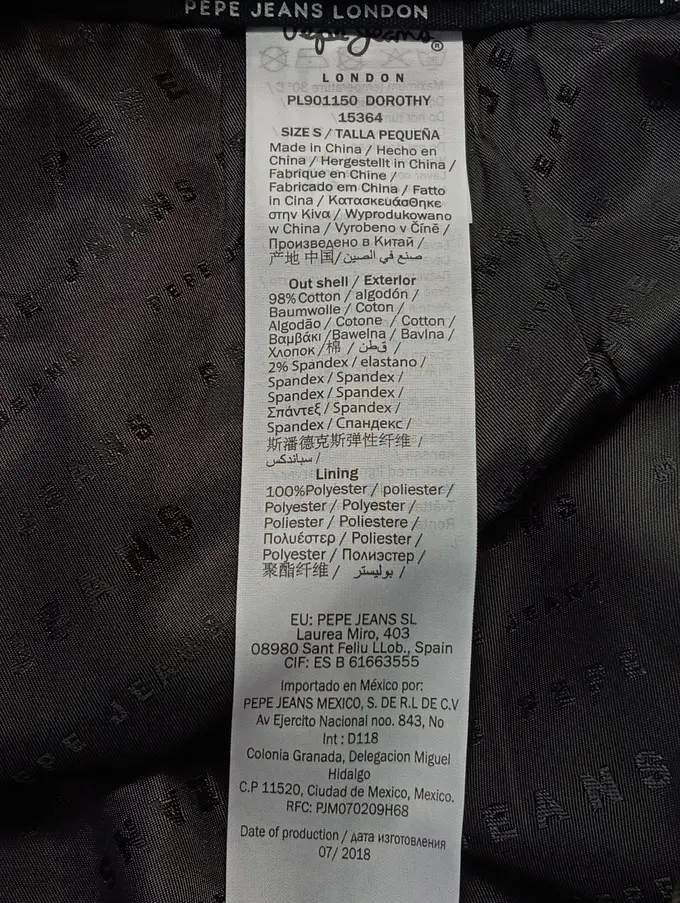 PEPE JEANS LONDON
Pepe Jeans®
LONDON
PL901150 DOROTHY
15364
SIZE S / TALLA PEQUEÑA
Made in China / Hecho en
China / Hergestellt in China /
Fabrique en Chine /
Fabricado em China / Fatto
in Cina / Κατασκευάσθηκε
στην Κίνα / Wyprodukowano
w China / Vyrobeno v Číně /
Произведено в Китай /
产地 中国/ صنع في الصين
Out shell / Exterior
98% Cotton / algodón /
Baumwolle / Coton /
Algodão / Cotone / Cotton /
Βαμβάκι /Bawelna / Bavlna /
Хлопок /棉 / قطن /
2% Spandex / elastano /
Spandex / Spandex /
Spandex / Spandex /
Σπάντεξ / Spandex /
Spandex / Спандекс /
斯潘德克斯弹性纤维 /
سباندكس /
Lining
100%Polyester / poliester /
Polyester / Polyester /
Poliester / Poliestere /
Πολυέστερ / Poliester /
Polyester / Полиэстер /
聚酯纤维 / بوليستر /
EU: PEPE JEANS SL
Laurea Miro, 403
08980 Sant Feliu LLob., Spain
CIF: ES B 61663555
Importado en México por:
PEPE JEANS MEXICO, S. DE R.L DE C.V
Av Ejercito Nacional noo. 843, No
Int : D118
Colonia Granada, Delegacion Miguel
Hidalgo
C.P 11520, Ciudad de Mexico, Mexico.
RFC: PJM070209H68
Date of production / дата изготовления
07/ 2018